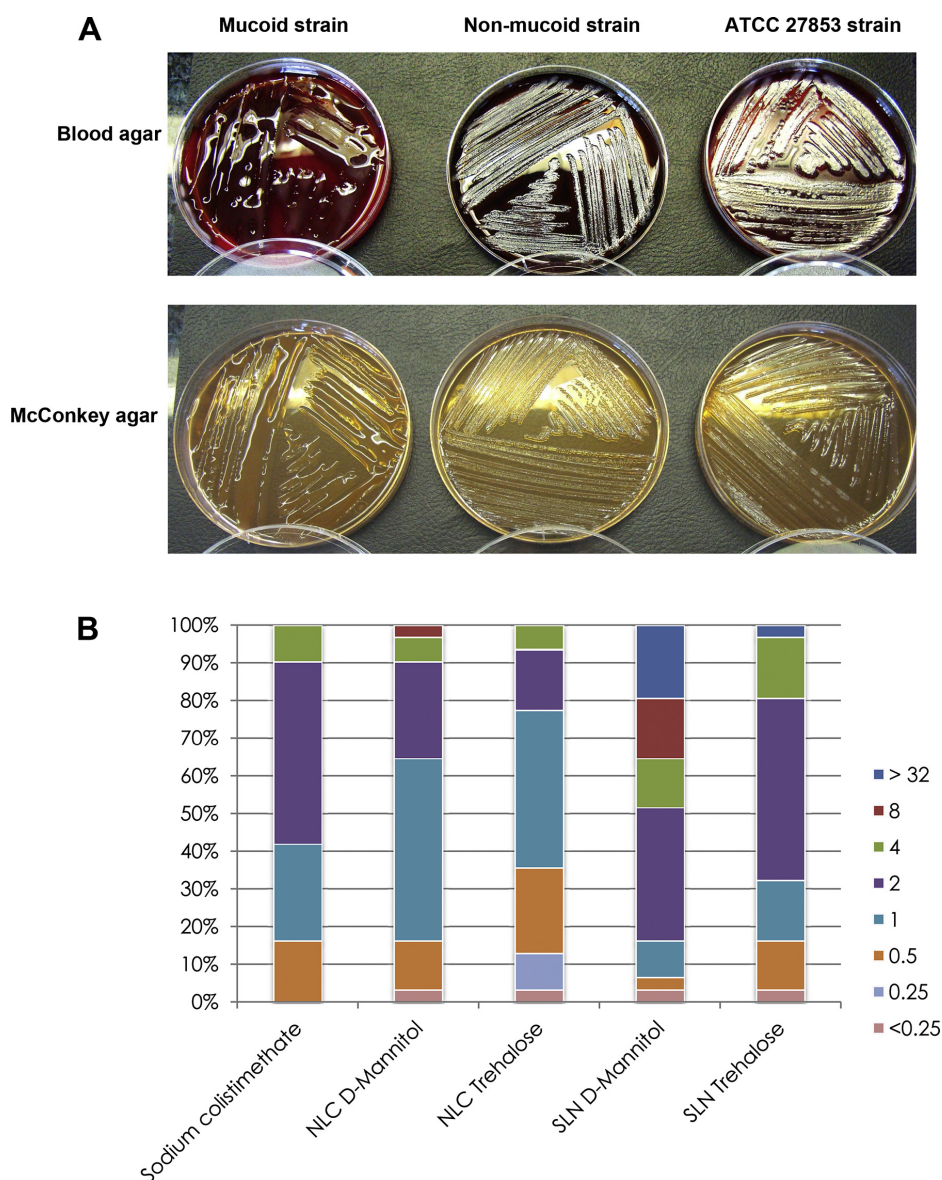 A
Mucoid strain Non-mucoid strain ATCC 27853 strain
Blood agar
McConkey agar
B
100%
90%
80%
70%
60%
50%
40%
30%
20%
10%
0%
Sodium colistimethate
NLC D-Mannitol
NLC Trehalose
SLN D-Mannitol
SLN Trehalose
> 32
8
4
2
1
0.5
0.25
<0.25